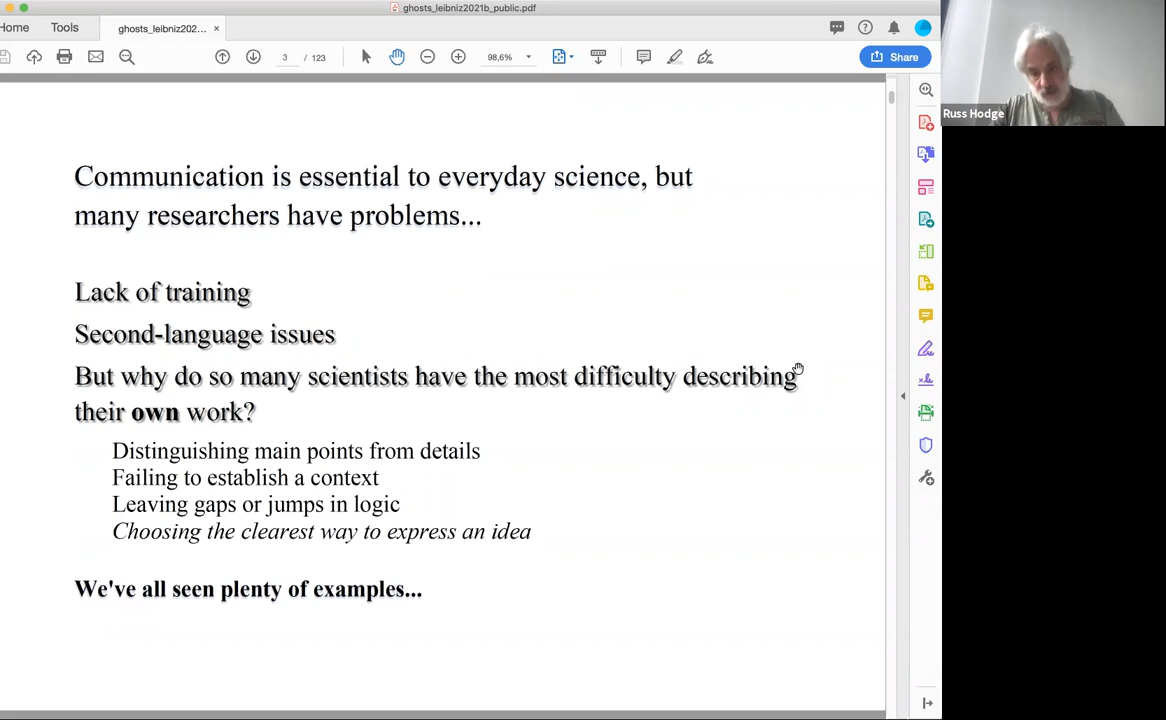 ghosts_leibniz2021b_public.pdf
Home
Tools
ghosts_leibniz202...
×
3 / 123
98,6%
Share
Russ Hodge
Communication is essential to everyday science, but
many researchers have problems...
Lack of training
Second-language issues
But why do so many scientists have the most difficulty describing
their own work?
Distinguishing main points from details
Failing to establish a context
Leaving gaps or jumps in logic
Choosing the clearest way to express an idea
We've all seen plenty of examples...